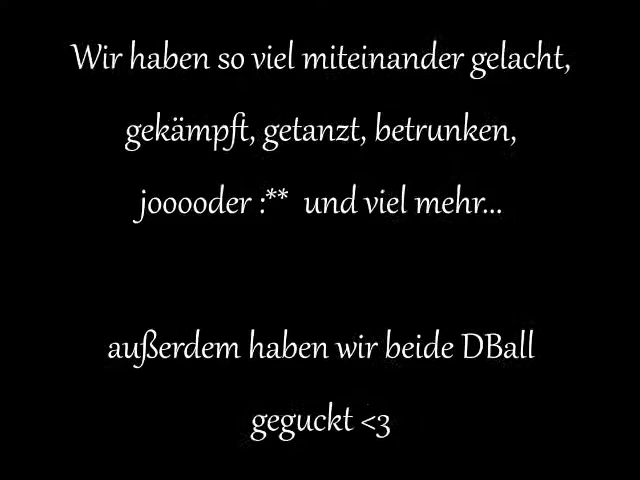 Wir haben so viel miteinander gelacht,
gekämpft, getanzt, betrunken,
jooooder :** und viel mehr...
außerdem haben wir beide DBall
geguckt <3